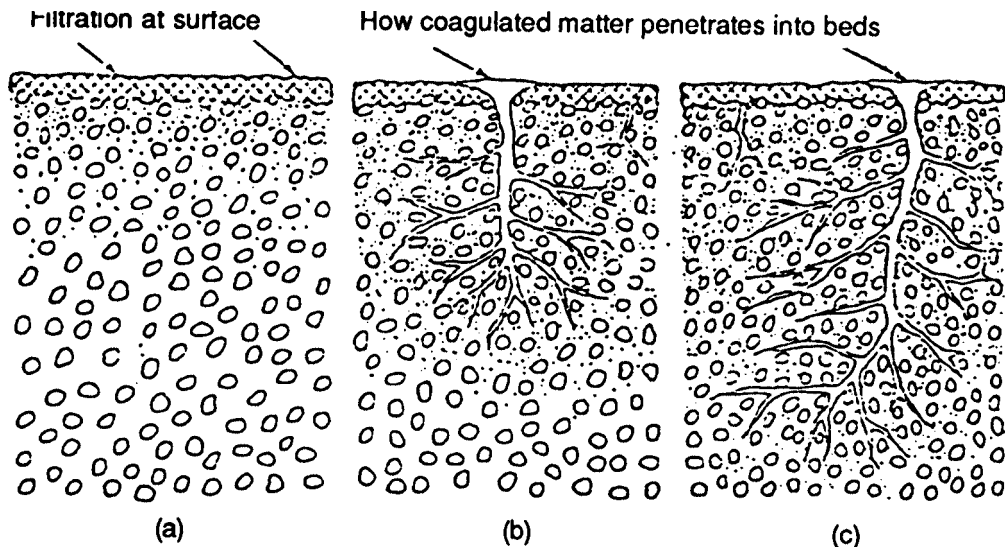 Filtration at surface
How coagulated matter penetrates into beds
(a)
(b)
(c)